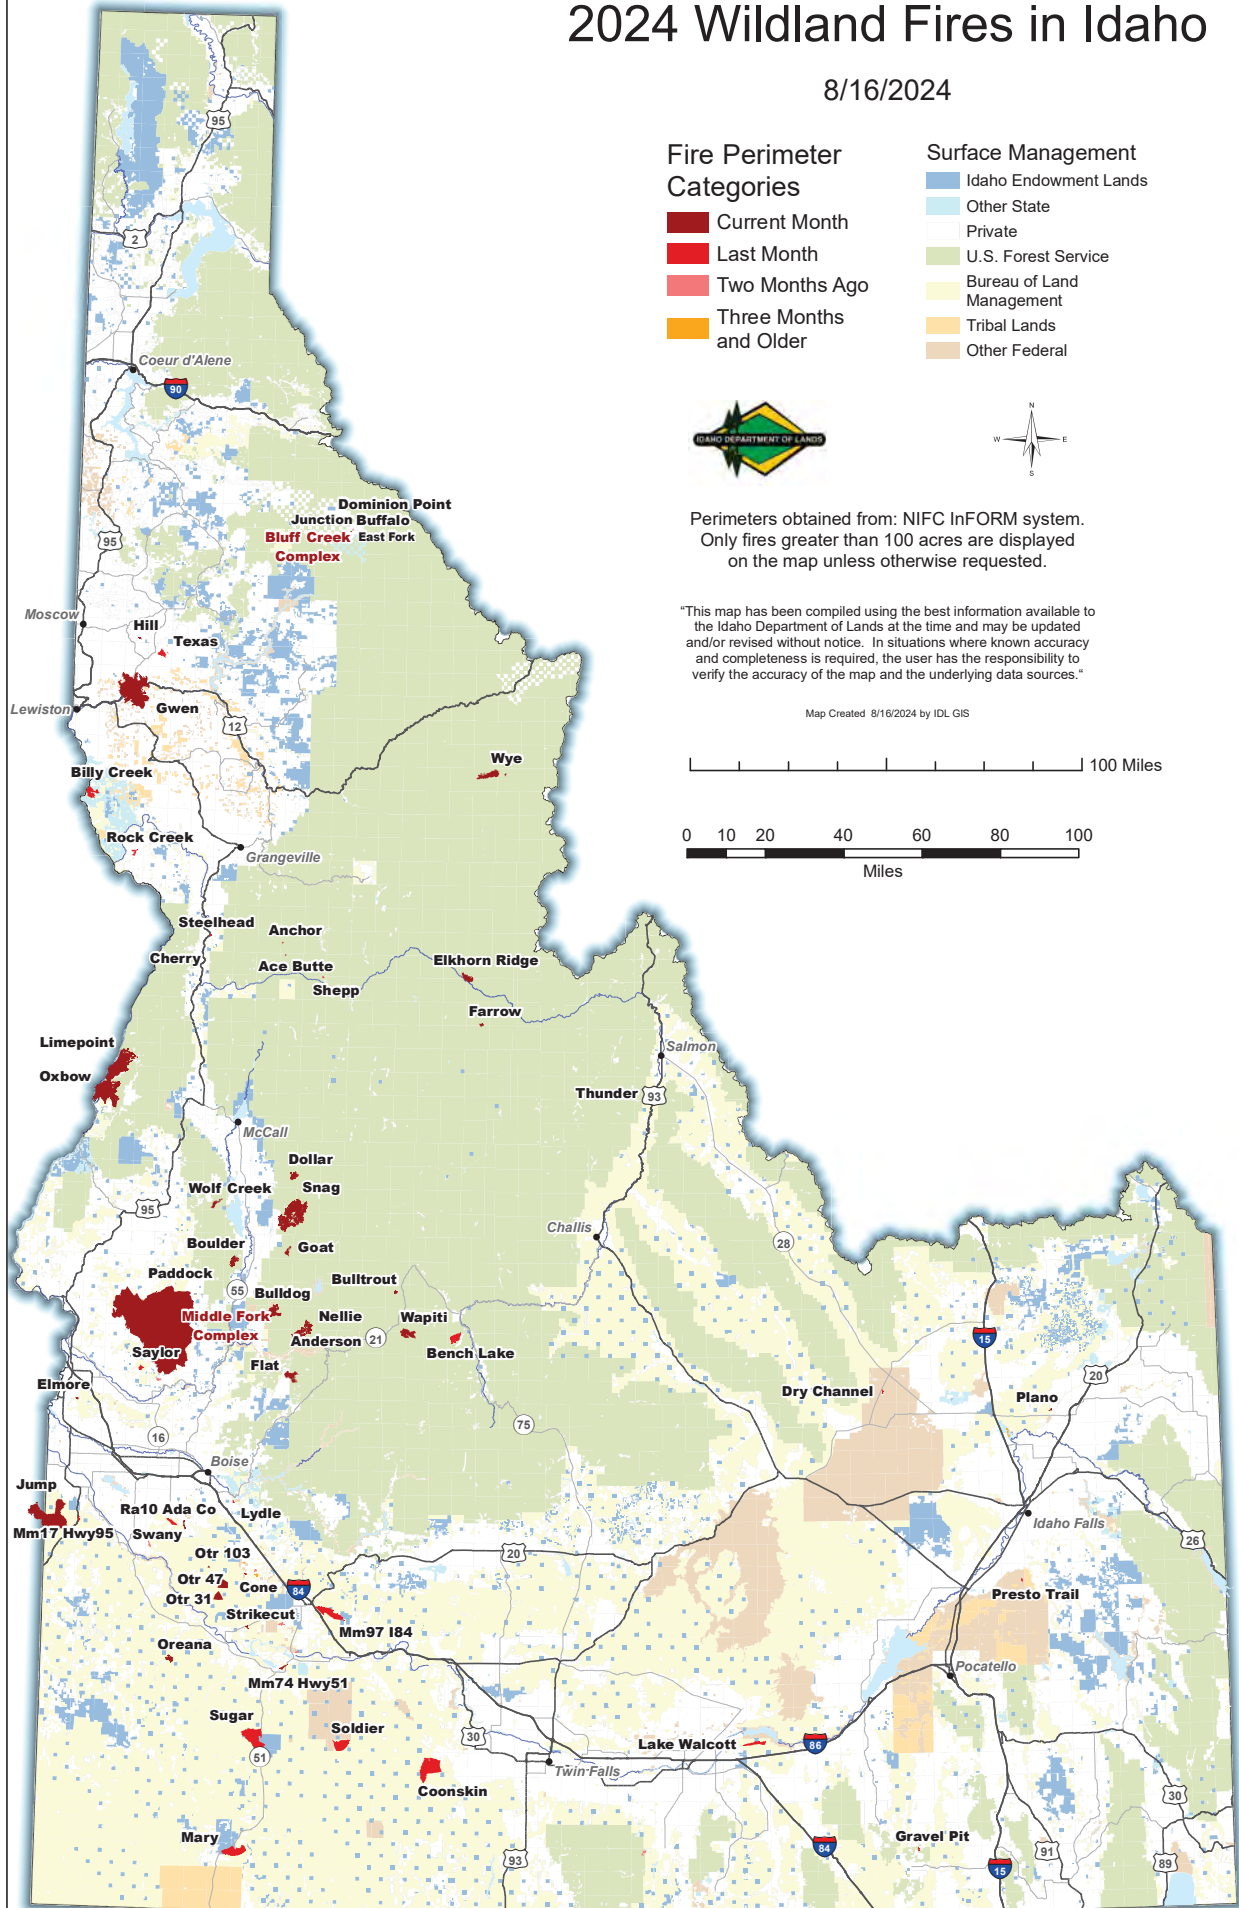 2024 Wildland Fires in Idaho
8/16/2024
Fire Perimeter
Categories
Current Month
Last Month
Two Months Ago
Three Months
and Older
Surface Management
Idaho Endowment Lands
Other State
Private
U.S. Forest Service
Bureau of Land
Management
Tribal Lands
Other Federal
IDAHO DEPARTMENT OF LANDS
N
W
E
S
Perimeters obtained from: NIFC InFORM system.
Only fires greater than 100 acres are displayed
on the map unless otherwise requested.
“This map has been compiled using the best information available to
the Idaho Department of Lands at the time and may be updated
and/or revised without notice. In situations where known accuracy
and completeness is required, the user has the responsibility to
verify the accuracy of the map and the underlying data sources.“
Map Created 8/16/2024 by IDL GIS
100 Miles
0 10 20 40 60 80 100
Miles
95
2
Coeur d'Alene
90
Dominion Point
Junction Buffalo
Bluff Creek
Complex
East Fork
95
Moscow
Hill
Texas
Lewiston
Gwen
12
Wye
Billy Creek
Rock Creek
Grangeville
Steelhead
Anchor
Cherry
Ace Butte
Shepp
Elkhorn Ridge
Farrow
Limepoint
Oxbow
Salmon
Thunder
93
McCall
Dollar
Wolf Creek
Snag
95
Challis
28
Boulder
Goat
Paddock
Bulltrout
55
Bulldog
Middle Fork
Complex
Nellie
Anderson
21
Wapiti
Bench Lake
15
Saylor
Flat
Elmore
Dry Channel
Plano
20
16
75
Boise
Jump
Mm17 Hwy95
Ra10 Ada Co
Lydle
Swany
Idaho Falls
26
Otr 103
20
Otr 47
Cone
84
Otr 31
Strikecut
Presto Trail
Mm97 I84
Oreana
Mm74 Hwy51
Pocatello
Sugar
Soldier
51
30
Lake Walcott
86
Twin Falls
Coonskin
30
Mary
Gravel Pit
93
84
15
91
89